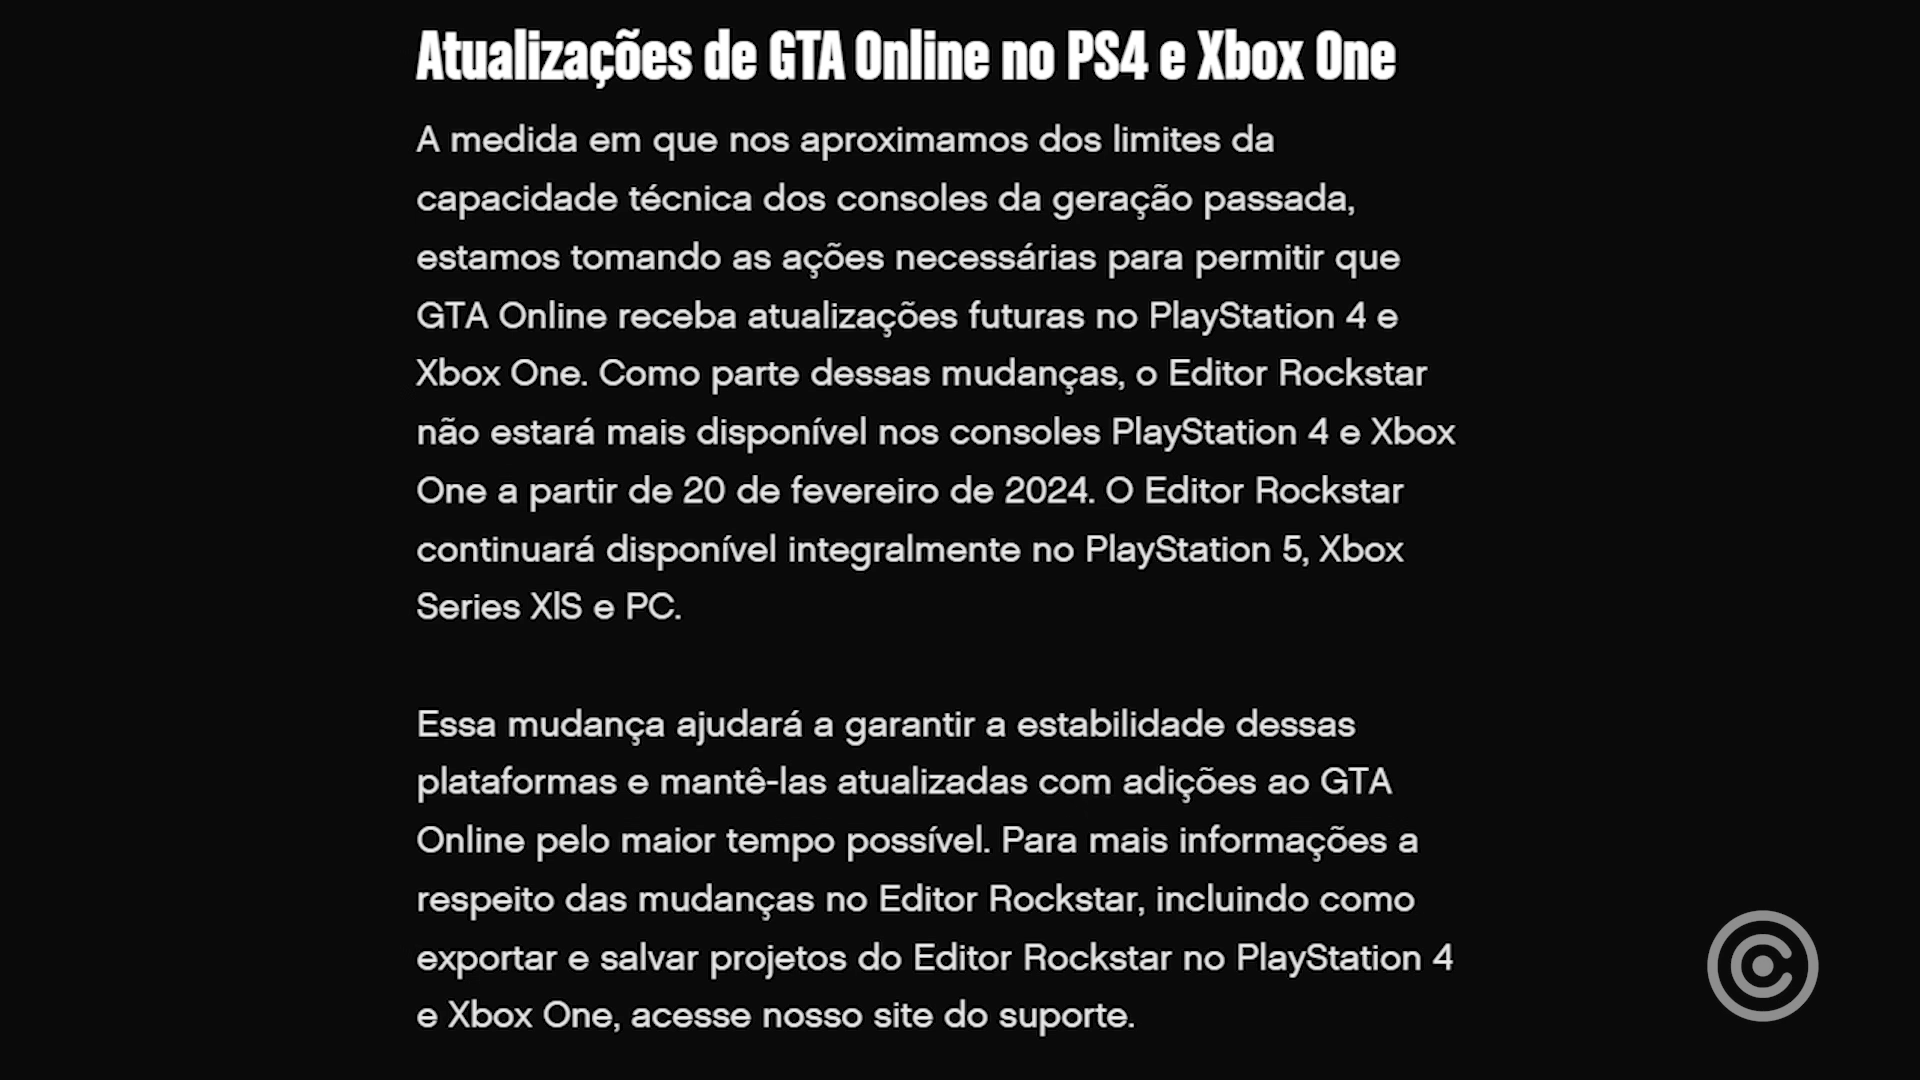 Atualizações de GTA Online no PS4 e Xbox One
A medida em que nos aproximamos dos limites da
capacidade técnica dos consoles da geração passada,
estamos tomando as ações necessárias para permitir que
GTA Online receba atualizações futuras no PlayStation 4 e
Xbox One. Como parte dessas mudanças, o Editor Rockstar
não estará mais disponível nos consoles PlayStation 4 e Xbox
One a partir de 20 de fevereiro de 2024. O Editor Rockstar
continuará disponível integralmente no PlayStation 5, Xbox
Series X|S e PC.
Essa mudança ajudará a garantir a estabilidade dessas
plataformas e mantê-las atualizadas com adições ao GTA
Online pelo maior tempo possível. Para mais informações a
respeito das mudanças no Editor Rockstar, incluindo como
exportar e salvar projetos do Editor Rockstar no PlayStation 4
e Xbox One, acesse nosso site do suporte.